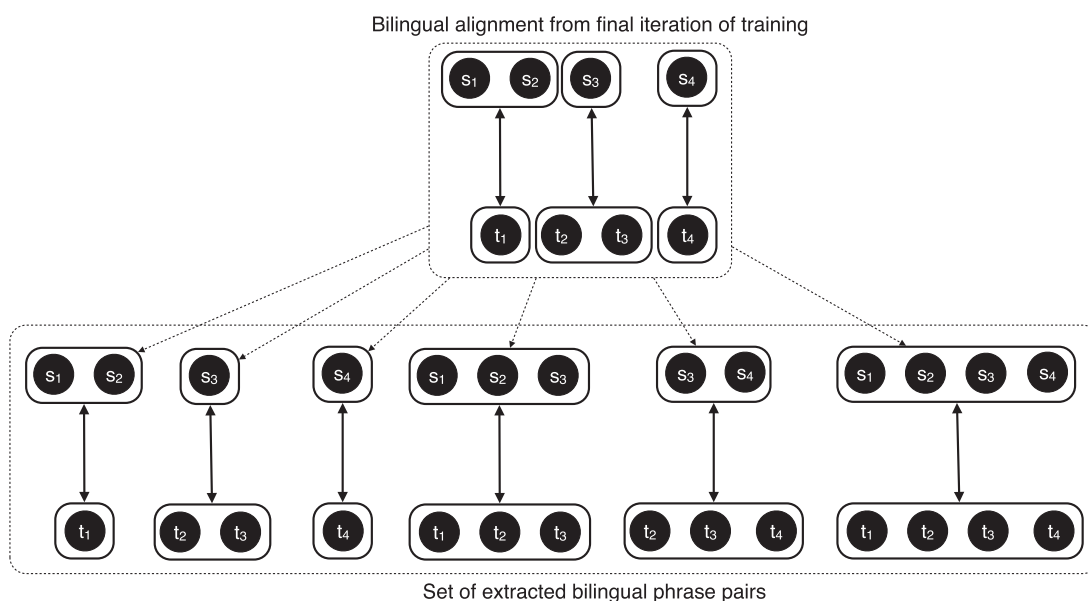 Bilingual alignment from final iteration of training
s₁ s₂ s₃ s₄
t₁ t₂ t₃ t₄
s₁ s₂ s₃ s₄ s₁ s₂ s₃ s₃ s₄ s₁ s₂ s₃ s₄
t₁ t₂ t₃ t₄ t₁ t₂ t₃ t₂ t₃ t₄ t₁ t₂ t₃ t₄
Set of extracted bilingual phrase pairs